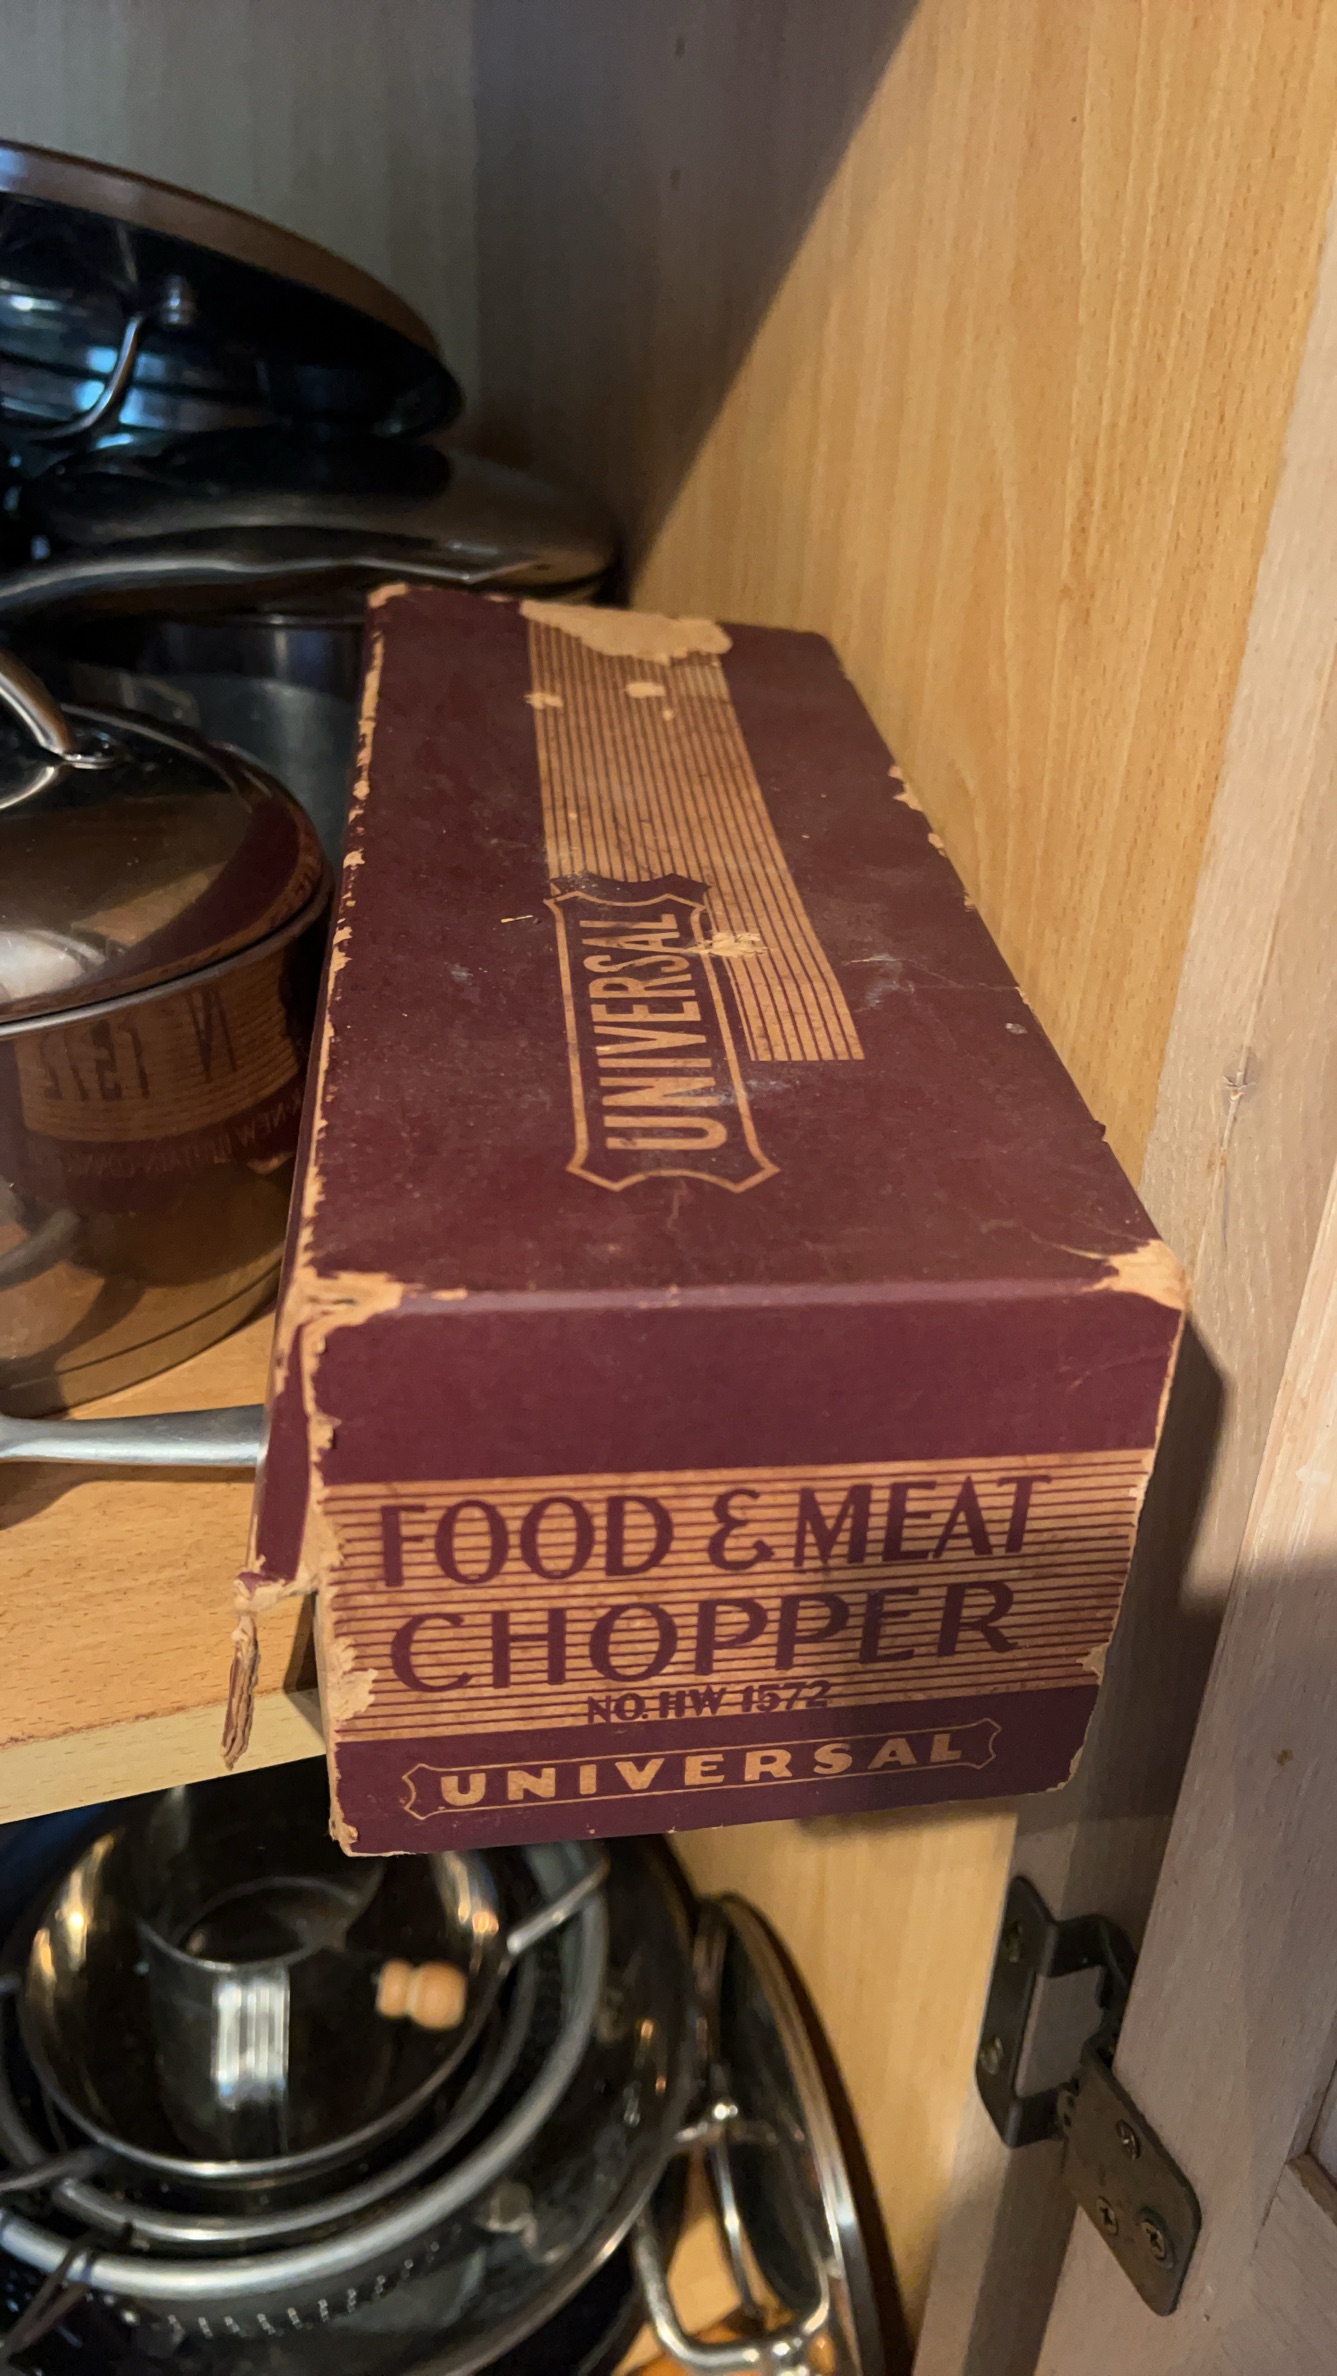 UNIVERSAL
FOOD & MEAT
CHOPPER
NO. HW 1572
UNIVERSAL